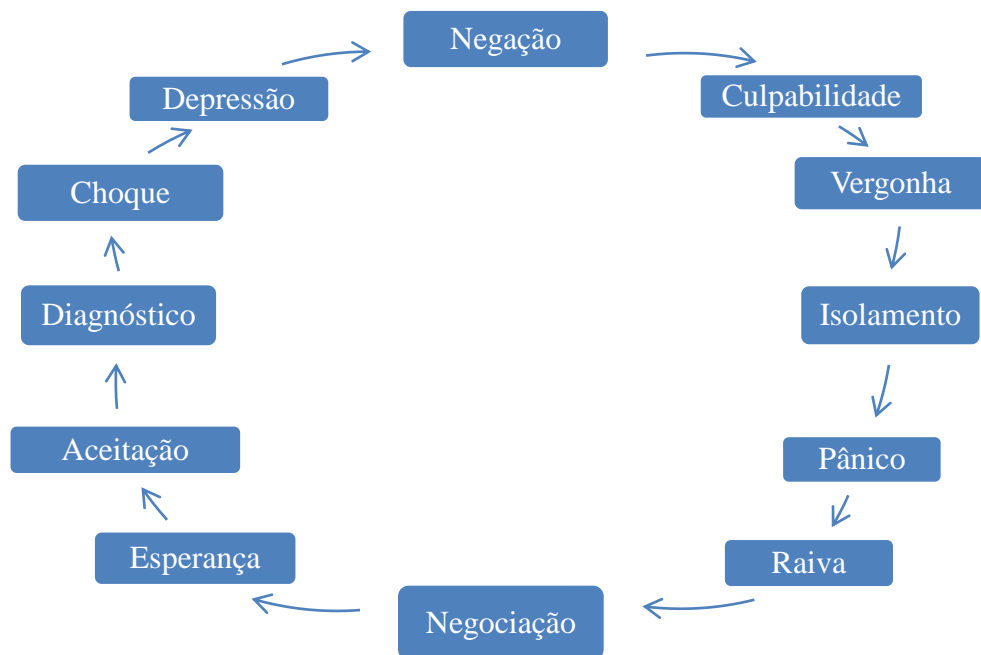 Negação
Culpabilidade
Vergonha
Isolamento
Pânico
Raiva
Negociação
Esperança
Aceitação
Diagnóstico
Choque
Depressão